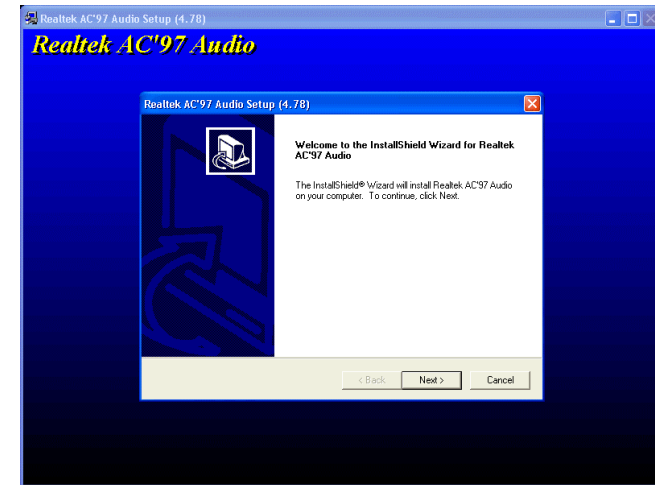 Realtek AC'97 Audio Setup (4.78)
Realtek AC'97 Audio
Realtek AC'97 Audio Setup (4.78)
Welcome to the InstallShield Wizard for Realtek
AC'97 Audio
The InstallShield® Wizard will install Realtek AC'97 Audio
on your computer. To continue, click Next.
< Back
Next >
Cancel